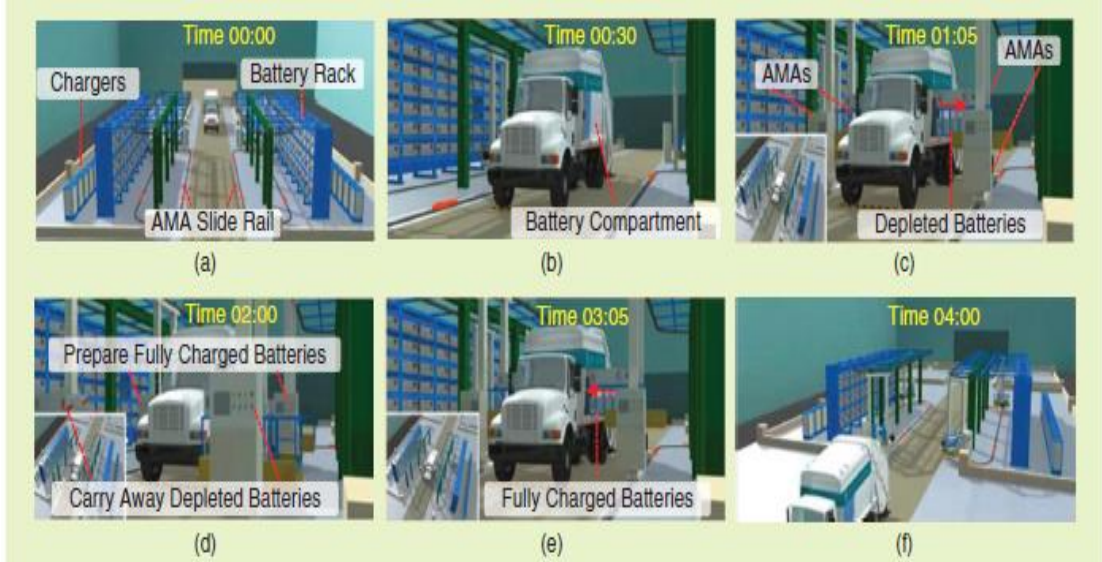 Time 00:00
Chargers
Battery Rack
AMA Slide Rail
(a)
Time 00:30
Battery Compartment
(b)
Time 01:05
AMAs
AMAs
Depleted Batteries
(c)
Time 02:00
Prepare Fully Charged Batteries
Carry Away Depleted Batteries
(d)
Time 03:05
Fully Charged Batteries
(e)
Time 04:00
(f)